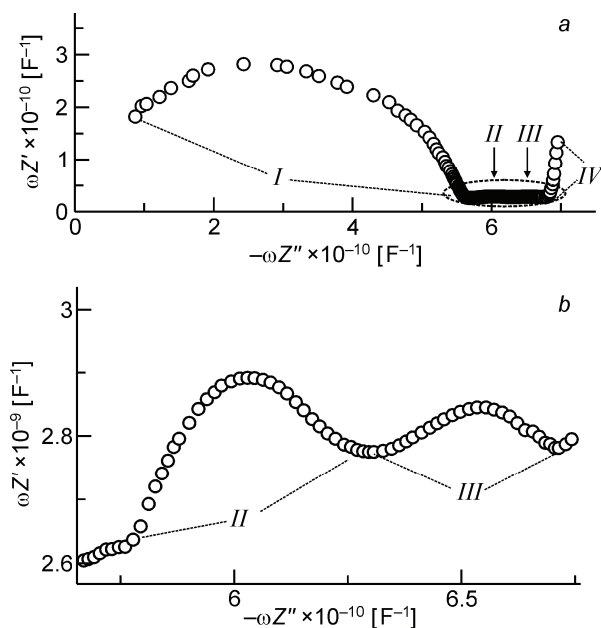 a
3
2
1
0
ωZ′ ×10⁻¹⁰ [F⁻¹]
I
II
III
IV
0
2
4
6
8
−ωZ″ ×10⁻¹⁰ [F⁻¹]
b
3
2.8
2.6
ωZ′ ×10⁻⁹ [F⁻¹]
II
III
6
6.5
−ωZ″ ×10⁻¹⁰ [F⁻¹]